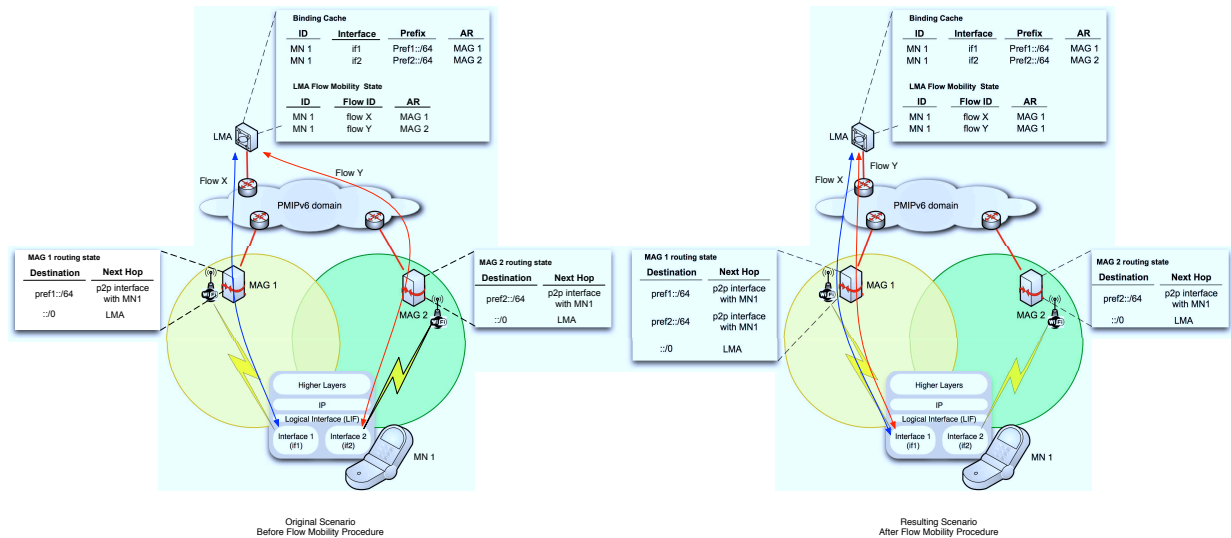 Binding Cache
ID Interface Prefix AR
MN 1 if1 Pref1::/64 MAG 1
MN 1 if2 Pref2::/64 MAG 2
LMA Flow Mobility State
ID Flow ID AR
MN 1 flow X MAG 1
MN 1 flow Y MAG 2
LMA
Flow X
Flow Y
PMIPv6 domain
MAG 1 routing state
Destination Next Hop
pref1::/64 p2p interface
with MN1
::/0 LMA
WiFi
MAG 1
MAG 2 routing state
Destination Next Hop
pref2::/64 p2p interface
with MN1
::/0 LMA
MAG 2
WiFi
Higher Layers
IP
Logical Interface (LIF)
Interface 1
(if1)
Interface 2
(if2)
MN 1
Original Scenario
Before Flow Mobility Procedure
Binding Cache
ID Interface Prefix AR
MN 1 if1 Pref1::/64 MAG 1
MN 1 if2 Pref2::/64 MAG 2
LMA Flow Mobility State
ID Flow ID AR
MN 1 flow X MAG 1
MN 1 flow Y MAG 1
LMA
Flow Y
Flow X
PMIPv6 domain
MAG 1 routing state
Destination Next Hop
pref1::/64 p2p interface
with MN1
pref2::/64 p2p interface
with MN1
::/0 LMA
WiFi
MAG 1
MAG 2 routing state
Destination Next Hop
pref2::/64 p2p interface
with MN1
::/0 LMA
MAG 2
WiFi
Higher Layers
IP
Logical Interface (LIF)
Interface 1
(if1)
Interface 2
(if2)
MN 1
Resulting Scenario
After Flow Mobility Procedure